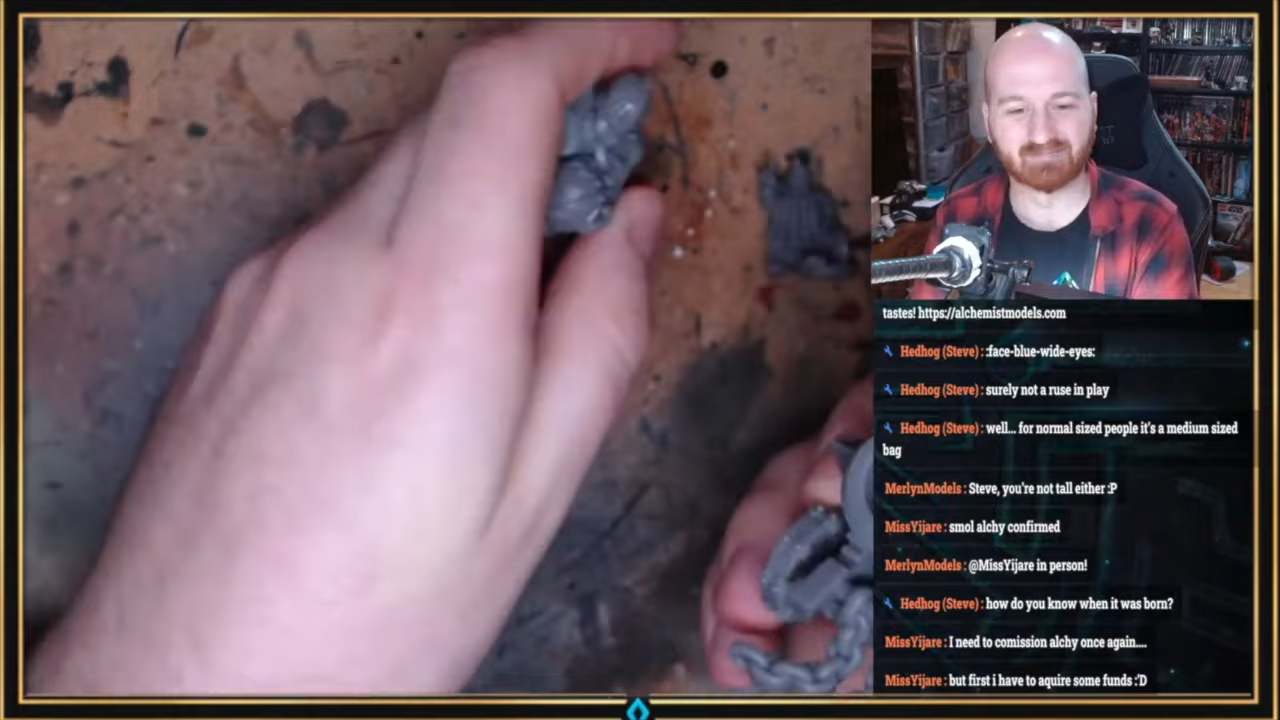 tastes! https://alchemistmodels.com
Hedhog (Steve) : :face-blue-wide-eyes:
Hedhog (Steve) : surely not a ruse in play
Hedhog (Steve) : well... for normal sized people it's a medium sized
bag
MerlynModels : Steve, you're not tall either :P
MissYijare : smol alchy confirmed
MerlynModels : @MissYijare in person!
Hedhog (Steve) : how do you know when it was born?
MissYijare : I need to comission alchy once again....
MissYijare : but first i have to aquire some funds :'D